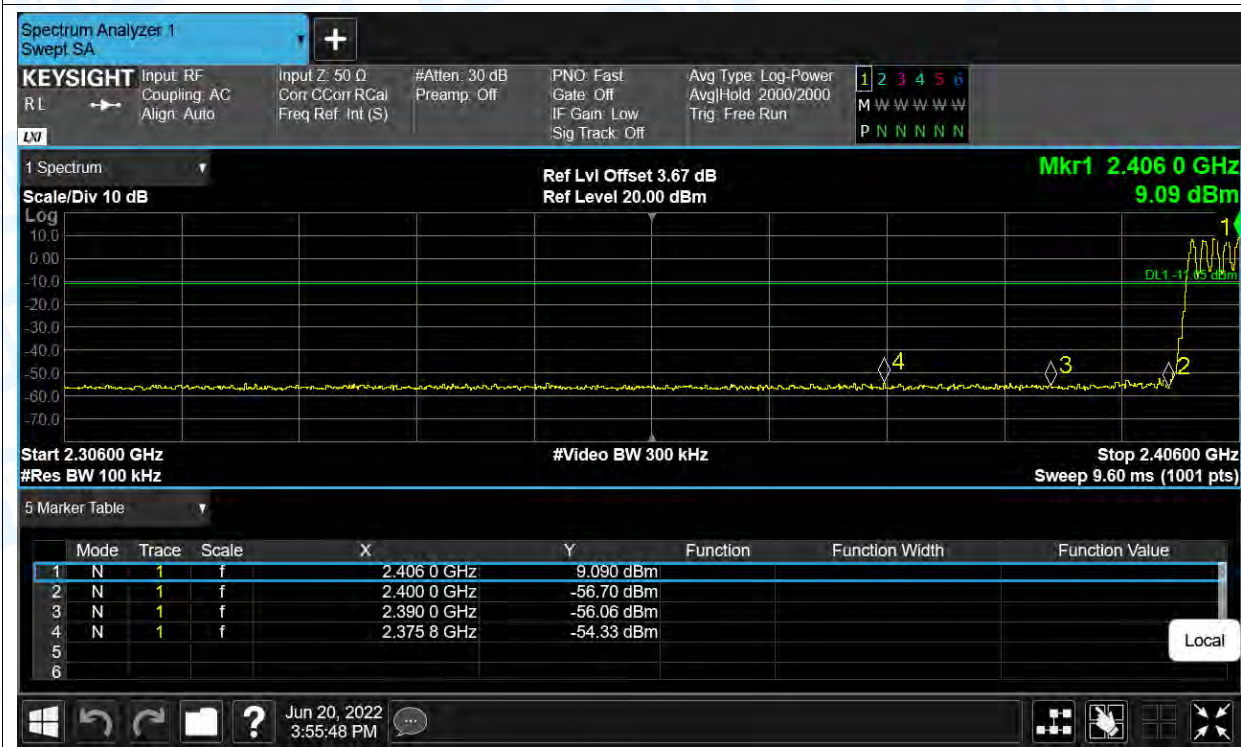 Spectrum Analyzer 1
Swept SA
+
KEYSIGHT Input: RF Input Z: 50 Ω #Atten: 30 dB PNO: Fast Avg Type: Log-Power 1 2 3 4 5 6
RL Coupling: AC Corr CCorr RCal Preamp: Off Gate: Off Avg|Hold: 2000/2000 M W W W W W
Align: Auto Freq Ref: Int (S) IF Gain: Low Trig: Free Run
LXI Sig Track: Off P N N N N N
1 Spectrum Ref Lvl Offset 3.67 dB Mkr1 2.406 0 GHz
Scale/Div 10 dB Ref Level 20.00 dBm 9.09 dBm
Log
1
10.0
0.00
-10.0 DL1 -11.05 dBm
-20.0
-30.0
-40.0
4 3 2
-50.0
-60.0
-70.0
Start 2.30600 GHz #Video BW 300 kHz Stop 2.40600 GHz
#Res BW 100 kHz Sweep 9.60 ms (1001 pts)
5 Marker Table
Mode Trace Scale X Y Function Function Width Function Value
1 N 1 f 2.406 0 GHz 9.090 dBm
2 N 1 f 2.400 0 GHz -56.70 dBm
3 N 1 f 2.390 0 GHz -56.06 dBm
4 N 1 f 2.375 8 GHz -54.33 dBm
5
6
Local
? Jun 20, 2022
3:55:48 PM